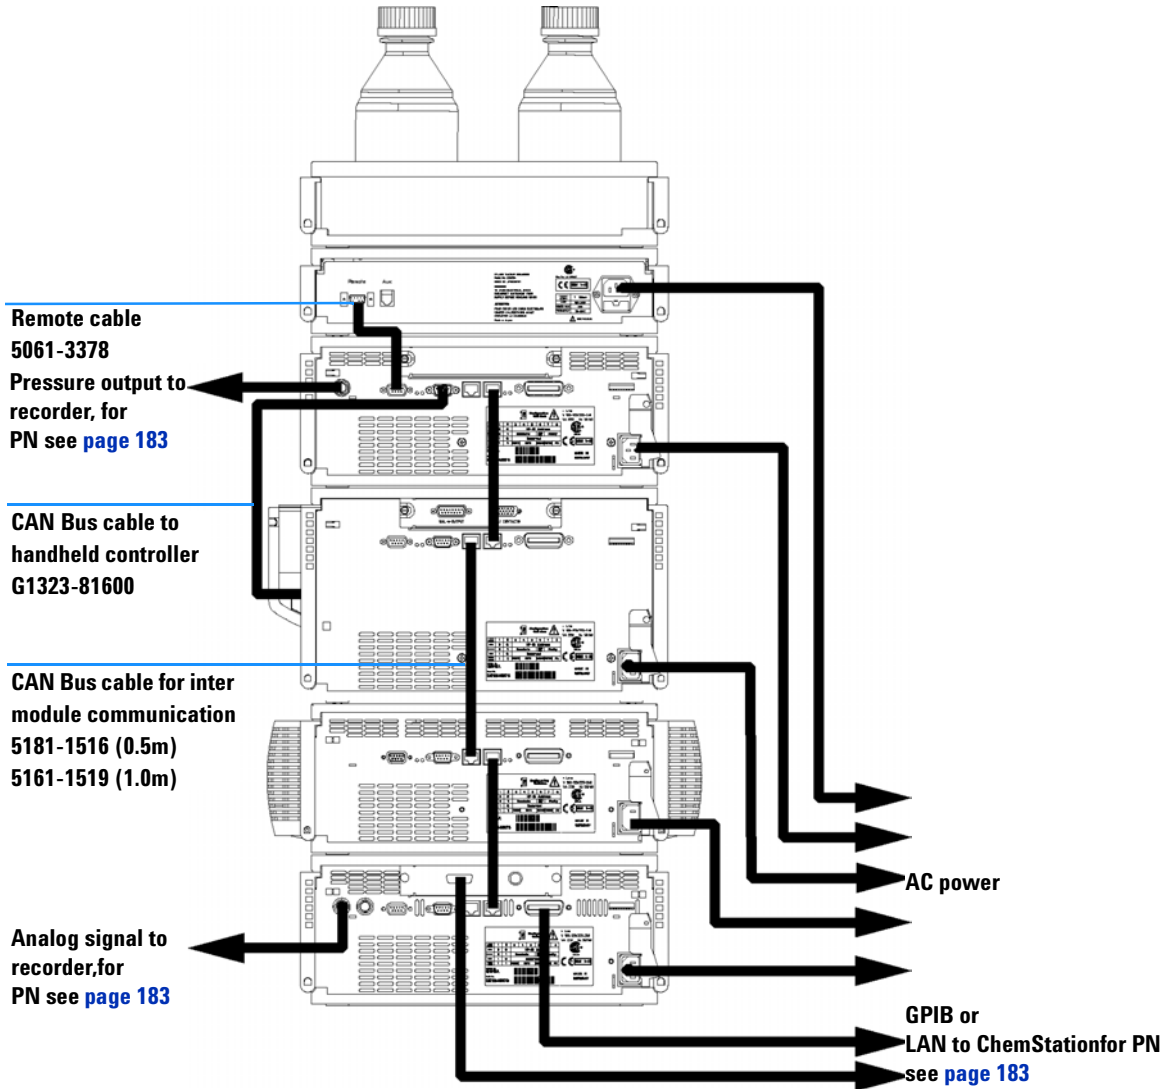 Remote
Aux
Remote cable
5061-3378
Pressure output to
recorder, for
PN see page 183
CAN Bus cable to
handheld controller
G1323-81600
CAN Bus cable for inter
module communication
5181-1516 (0.5m)
5161-1519 (1.0m)
AC power
Analog signal to
recorder,for
PN see page 183
GPIB or
LAN to ChemStationfor PN
see page 183